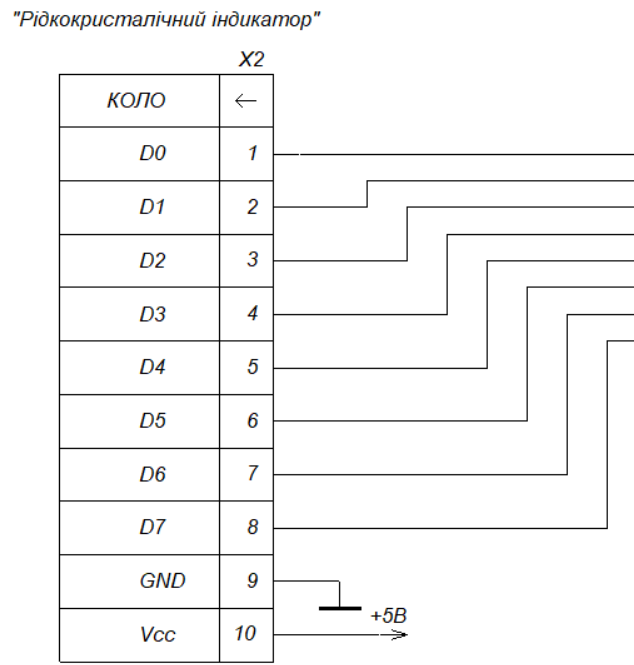 "Рідкокристалічний індикатор"
X2
КОЛО ←
D0 1
D1 2
D2 3
D3 4
D4 5
D5 6
D6 7
D7 8
GND 9
+5В
Vcc 10